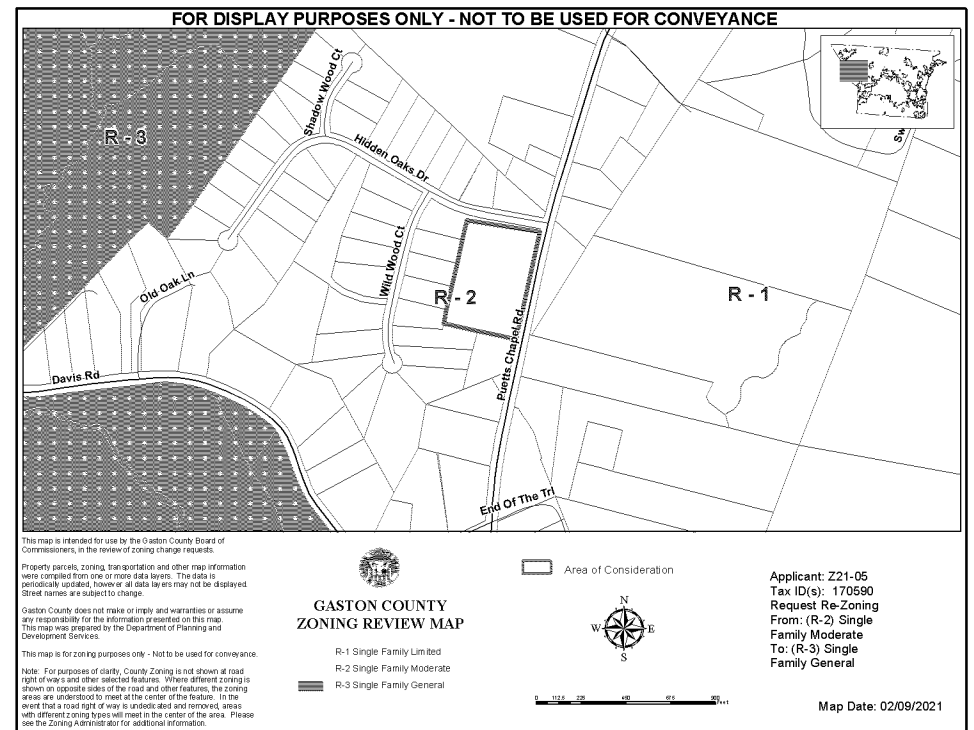 FOR DISPLAY PURPOSES ONLY - NOT TO BE USED FOR CONVEYANCE
R - 3
Shadow Wood Ct
Hidden Oaks Dr
Sw
Wild Wood Ct
Old Oak Ln
R - 2
R - 1
Puetts Chapel Rd
Davis Rd
End Of The Trl
This map is intended for use by the Gaston County Board of
Commissioners, in the review of zoning change requests.
Property parcels, zoning, transportation and other map information
were compiled from one or more data layers. The data is
periodically updated, however all data layers may not be displayed.
Street names are subject to change.
Gaston County does not make or imply and warranties or assume
any responsibility for the information presented on this map.
This map was prepared by the Department of Planning and
Development Services.
This map is for zoning purposes only - Not to be used for conveyance.
Note: For purposes of clarity, County Zoning is not shown at road
right of ways and other selected features. Where different zoning is
shown on opposite sides of the road and other features, the zoning
areas are understood to meet at the center of the feature. In the
event that a road right of way is undedicated and removed, areas
with different zoning types will meet in the center of the area. Please
see the Zoning Administrator for additional information.
GASTON COUNTY
ZONING REVIEW MAP
R-1 Single Family Limited
R-2 Single Family Moderate
R-3 Single Family General
Area of Consideration
N
W E
S
0 112.5 225 450 675 900
Feet
Applicant: Z21-05
Tax ID(s): 170590
Request Re-Zoning
From: (R-2) Single
Family Moderate
To: (R-3) Single
Family General
Map Date: 02/09/2021